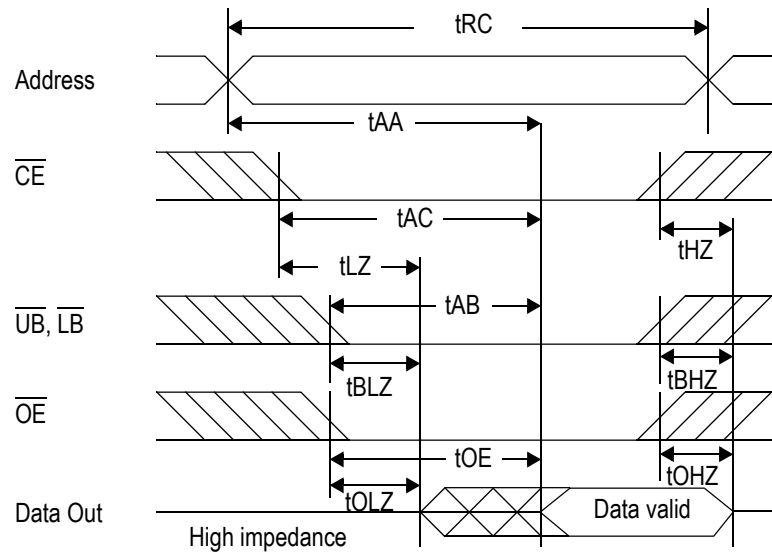 tRC
Address
tAA
CE
tAC
tHZ
tLZ
tAB
UB, LB
tBLZ
tBHZ
OE
tOE
tOHZ
tOLZ
Data Out
Data valid
High impedance